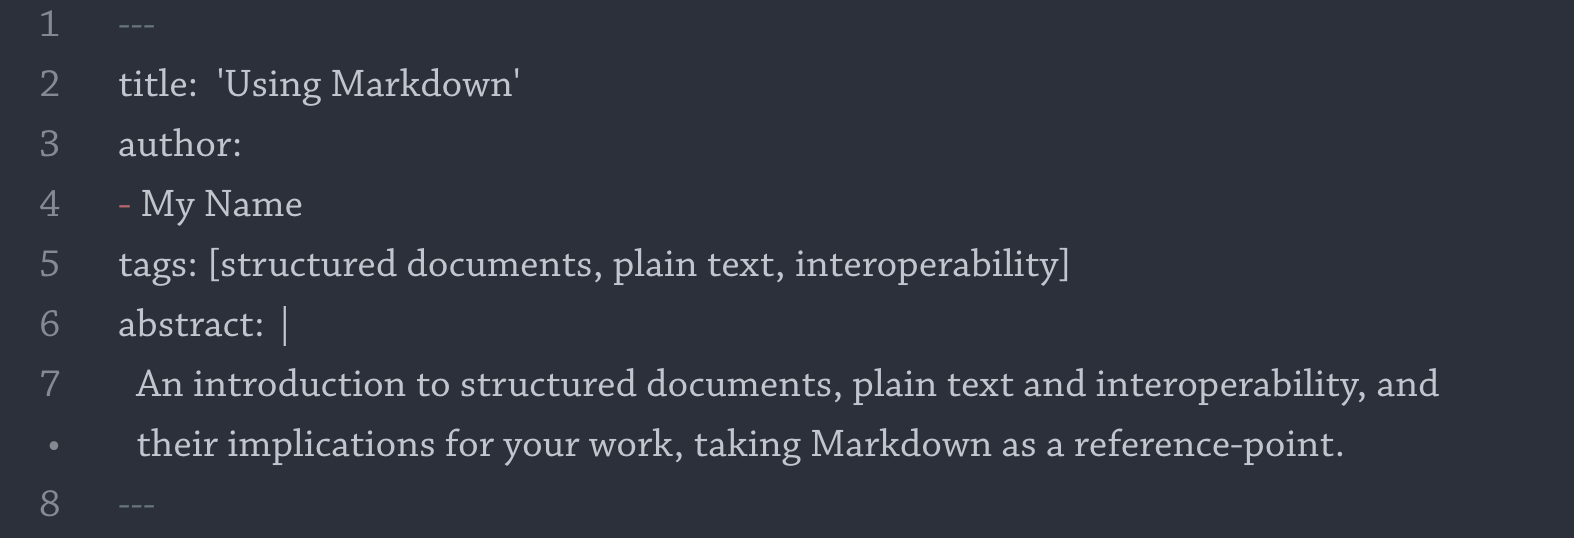 1 ---
2 title:  'Using Markdown'
3 author:
4 - My Name
5 tags: [structured documents, plain text, interoperability]
6 abstract: |
7   An introduction to structured documents, plain text and interoperability, and
•   their implications for your work, taking Markdown as a reference-point.
8 ---